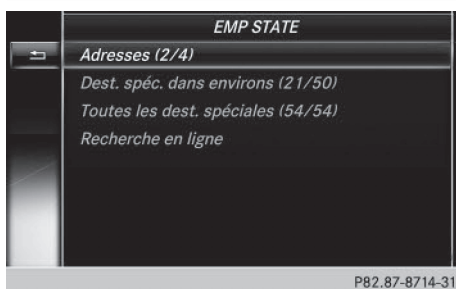 EMP STATE
Adresses (2/4)
Dest. spéc. dans environs (21/50)
Toutes les dest. spéciales (54/54)
Recherche en ligne
P82.87-8714-31